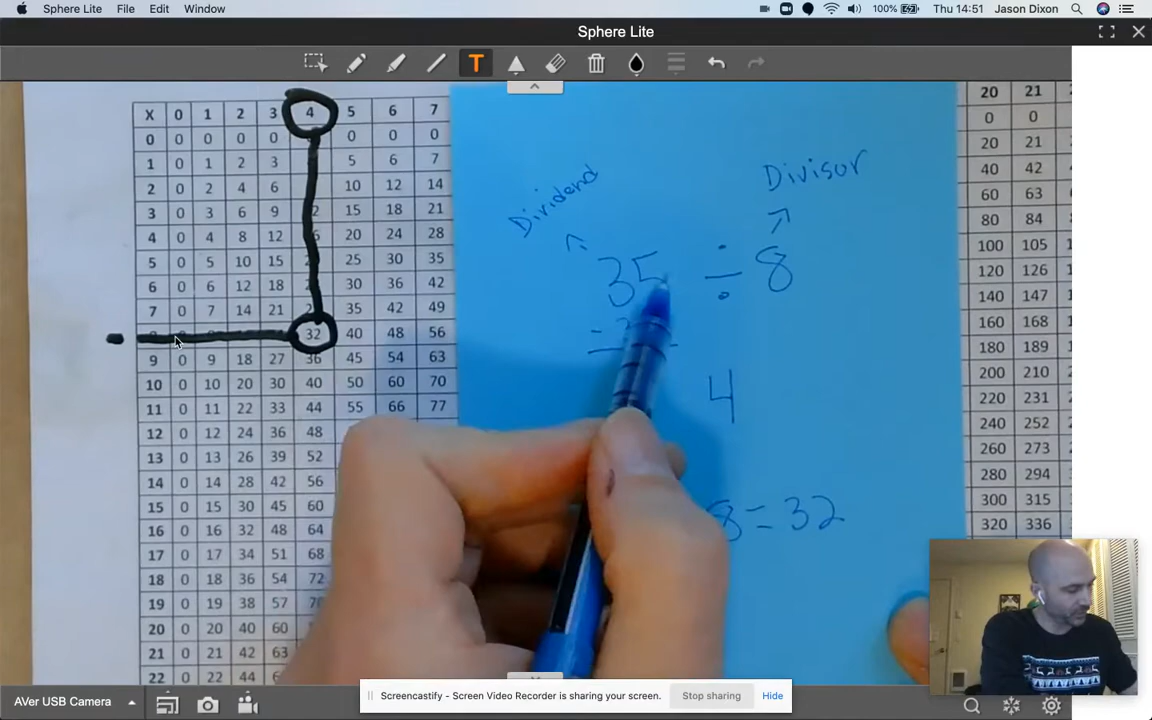 Sphere Lite File Edit Window 100% Thu 14:51 Jason Dixon
Sphere Lite
T
X 0 1 2 3 4 5 6 7
0 0 0 0 0 0 0 0
1 0 1 2 3 5 6 7
2 0 2 4 6 10 12 14
3 0 3 6 9 15 18 21
4 0 4 8 12 20 24 28
5 0 5 10 15 25 30 35
6 0 6 12 18 30 36 42
7 0 7 14 21 35 42 49
32 40 48 56
9 0 9 18 27 36 45 54 63
10 0 10 20 30 40 50 60 70
11 0 11 22 33 44 55 66 77
12 0 12 24 36 48
13 0 13 26 39 52
14 0 14 28 42 56
15 0 15 30 45 60
16 0 16 32 48 64
17 0 17 34 51 68
18 0 18 36 54 72
19 0 19 38 57
20 0 20 40 60
21 0 21 42 63
22 0 22 44
Dividend
Divisor
35 ÷ 8
4
8 = 32
20 21
0 0
20 21
40 42
60 63
80 84
100 105
120 126
140 147
160 168
180 189
200 210
220 231
240 252
260 273
280 294
300 315
320 336
AVer USB Camera
Screencastify - Screen Video Recorder is sharing your screen. Stop sharing Hide